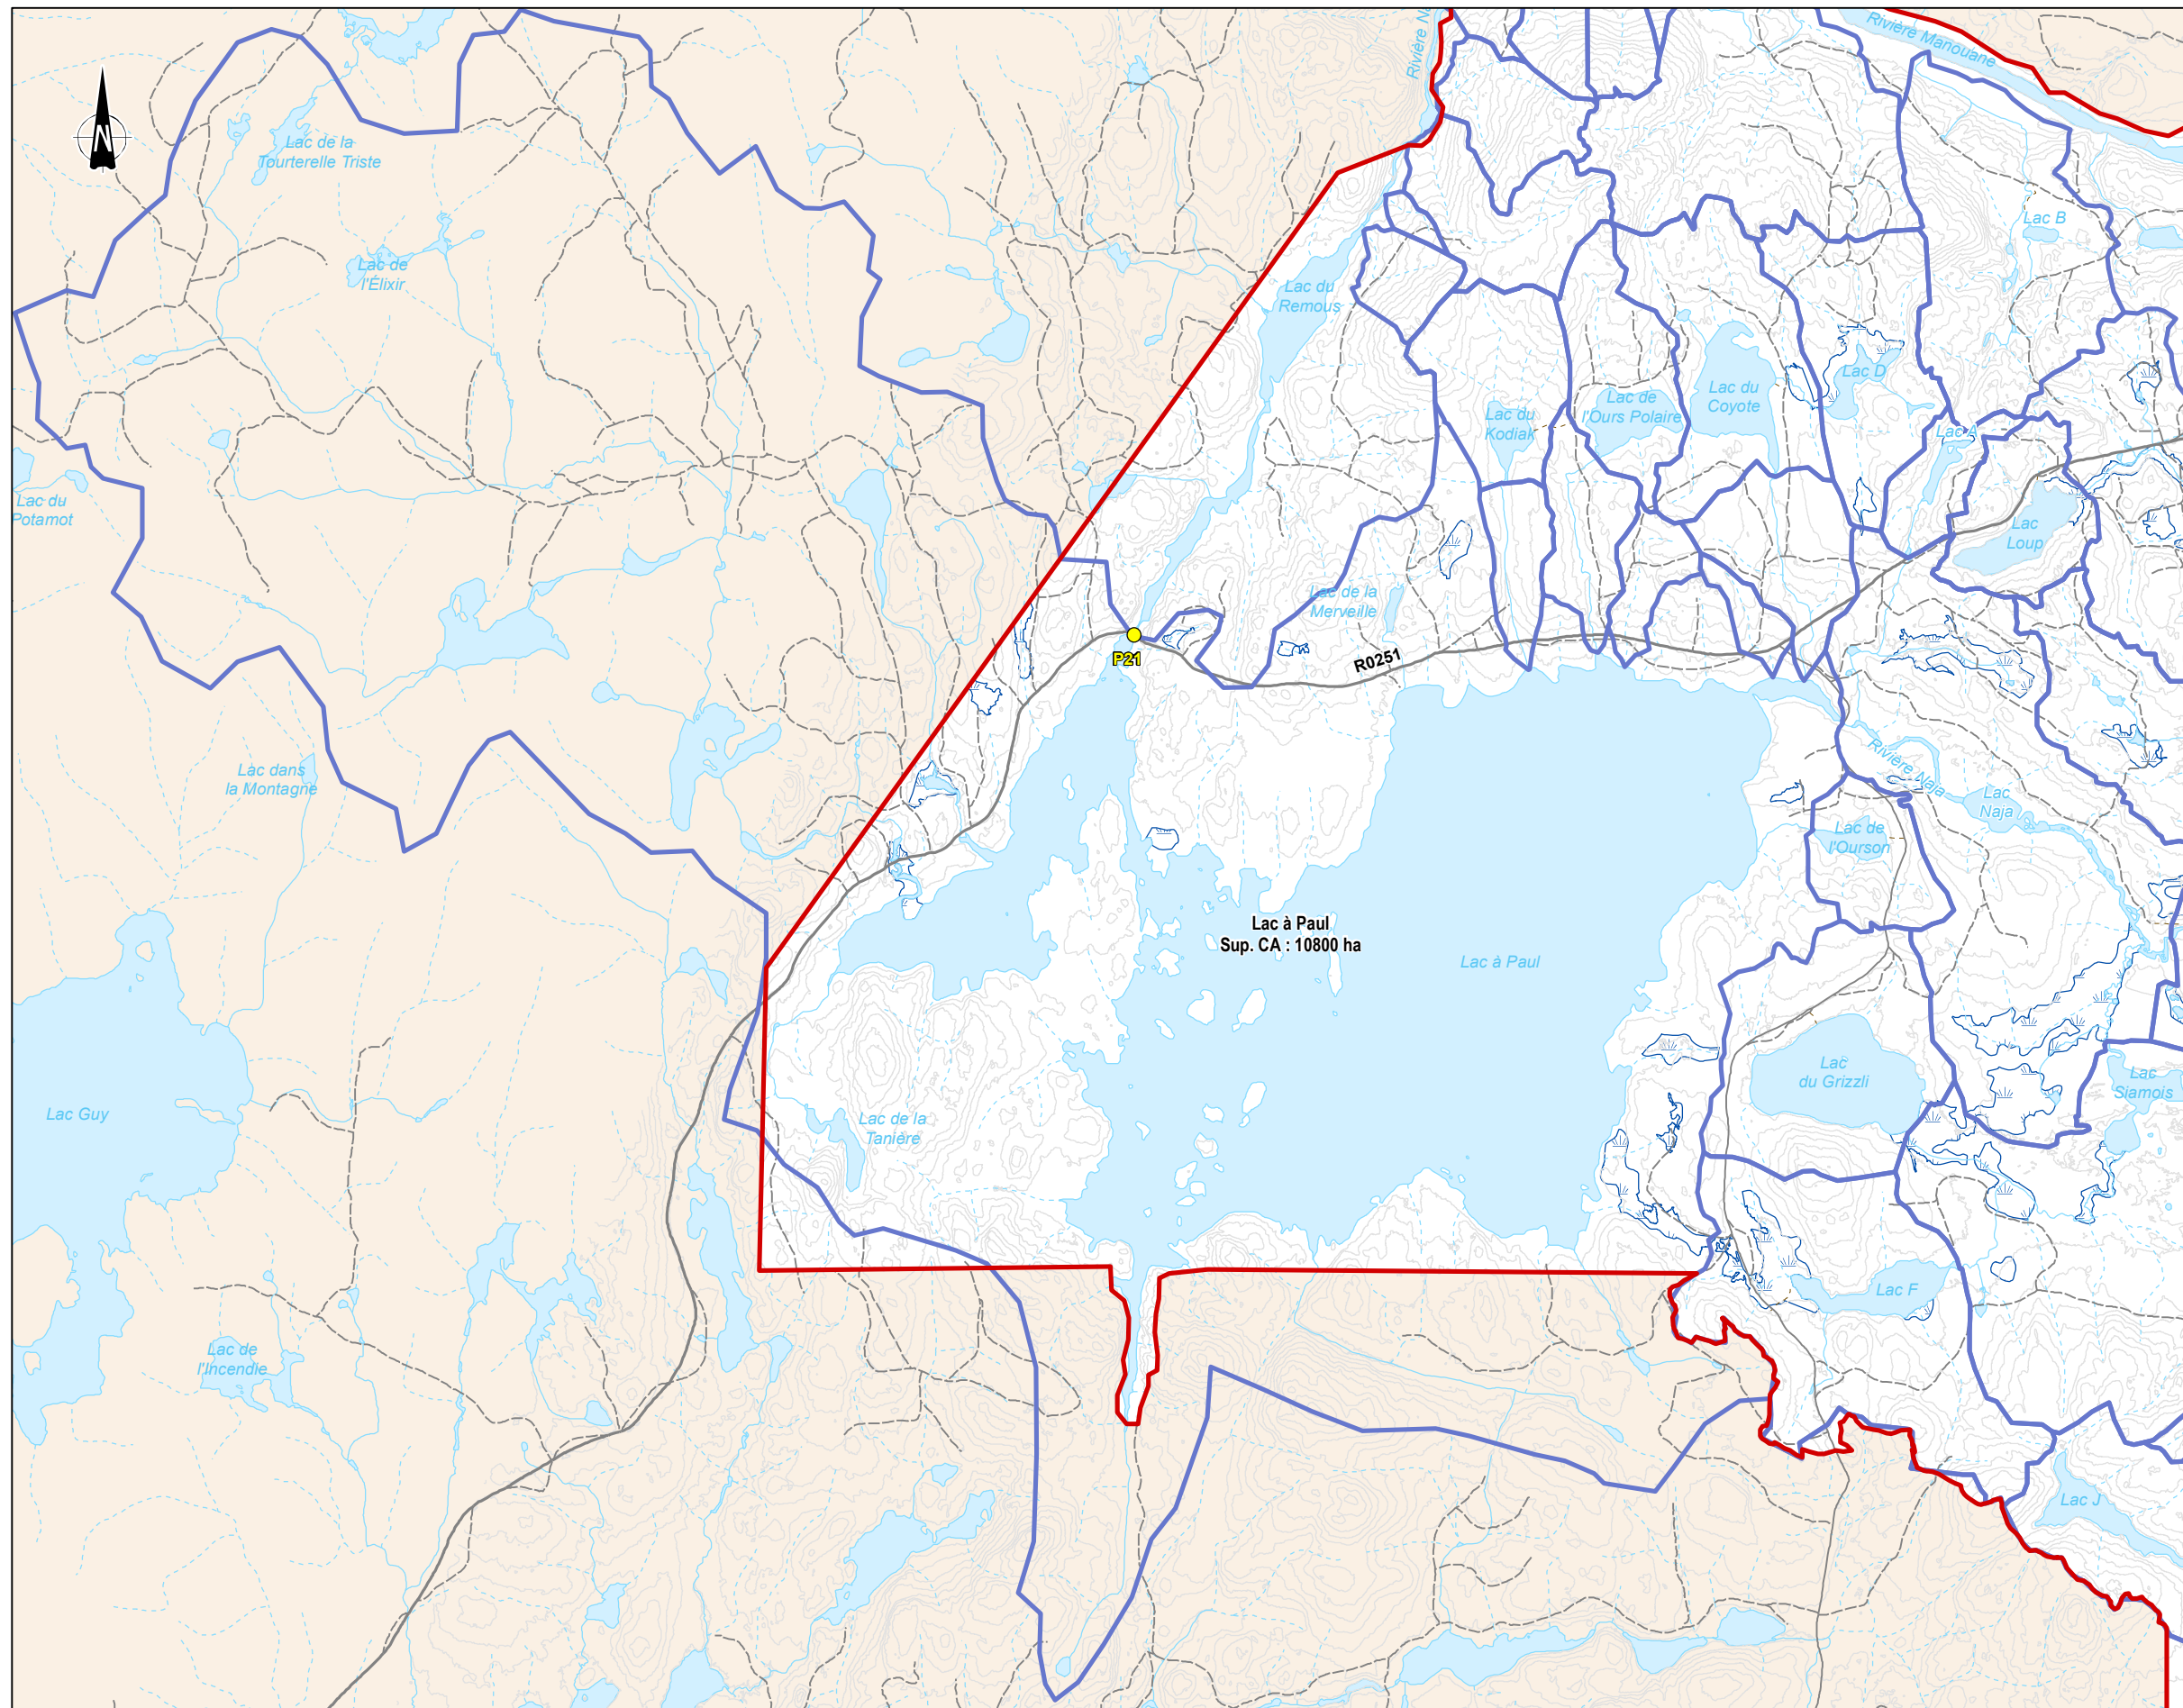 Rivière Manouane
N
Lac de la
Tourterelle Triste
Lac B
Lac de
l'Élixir
Lac du
Remous
Lac D
Lac du
Coyote
Lac de
l'Ours Polaire
Lac du
Kodiak
Lac A
Lac du
Potamot
Lac
Loup
Lac de la
Merveille
P21
R0251
Rivière Naja
Lac dans
la Montagne
Lac
Naja
Lac de
l'Ourson
Lac à Paul
Sup. CA : 10800 ha
Lac à Paul
Lac
du Grizzli
Lac
Siamois
Lac Guy
Lac de la
Tanière
Lac F
Lac de
l'Incendie
Lac J